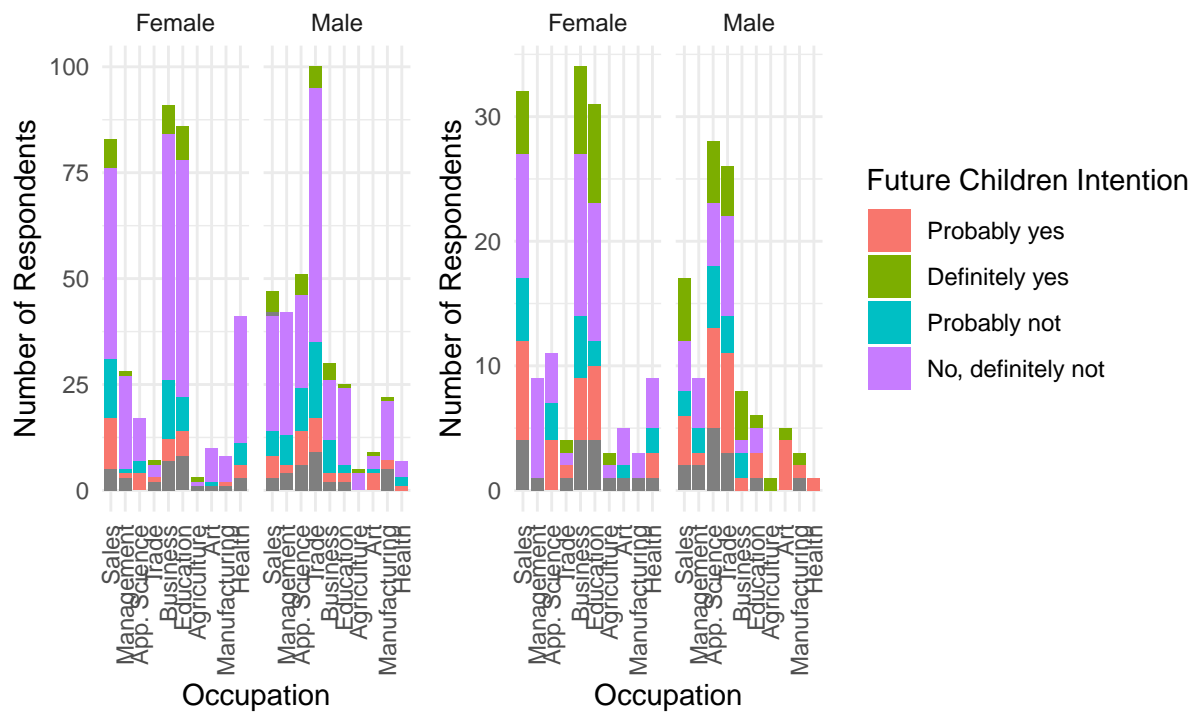 Female
Male
Number of Respondents
100
75
50
25
0
Sales
Management
App. Science
Trade
Business
Education
Agriculture
Art
Manufacturing
Health
Sales
Management
App. Science
Trade
Business
Education
Agriculture
Art
Manufacturing
Health
Occupation
Female
Male
Number of Respondents
30
20
10
0
Sales
Management
App. Science
Trade
Business
Education
Agriculture
Art
Manufacturing
Health
Sales
Management
App. Science
Trade
Business
Education
Agriculture
Art
Manufacturing
Health
Occupation
Future Children Intention
Probably yes
Definitely yes
Probably not
No, definitely not